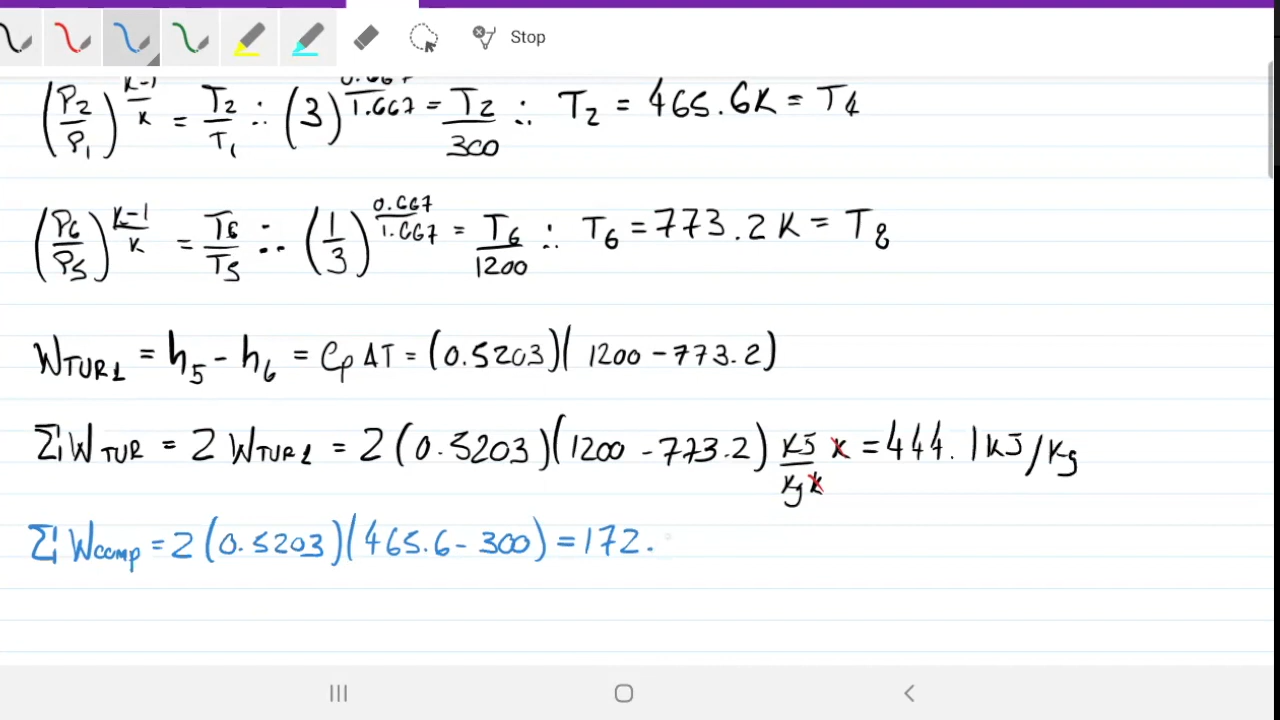 Stop
(P2/P1)^((k-1)/k) = T2/T1 ∴ (3)^(0.667/1.667) = T2/300 ∴ T2 = 465.6K = T4
(P6/P5)^((k-1)/k) = T6/T5 ∴ (1/3)^(0.667/1.667) = T6/1200 ∴ T6 = 773.2 K = T8
WTUR1 = h5 - h6 = Cp ΔT = (0.5203)(1200 - 773.2)
ΣWTUR = 2 WTUR1 = 2(0.5203)(1200 - 773.2) KJ/KgK K = 444.1 KJ/Kg
ΣWcomp = 2(0.5203)(465.6 - 300) = 172.